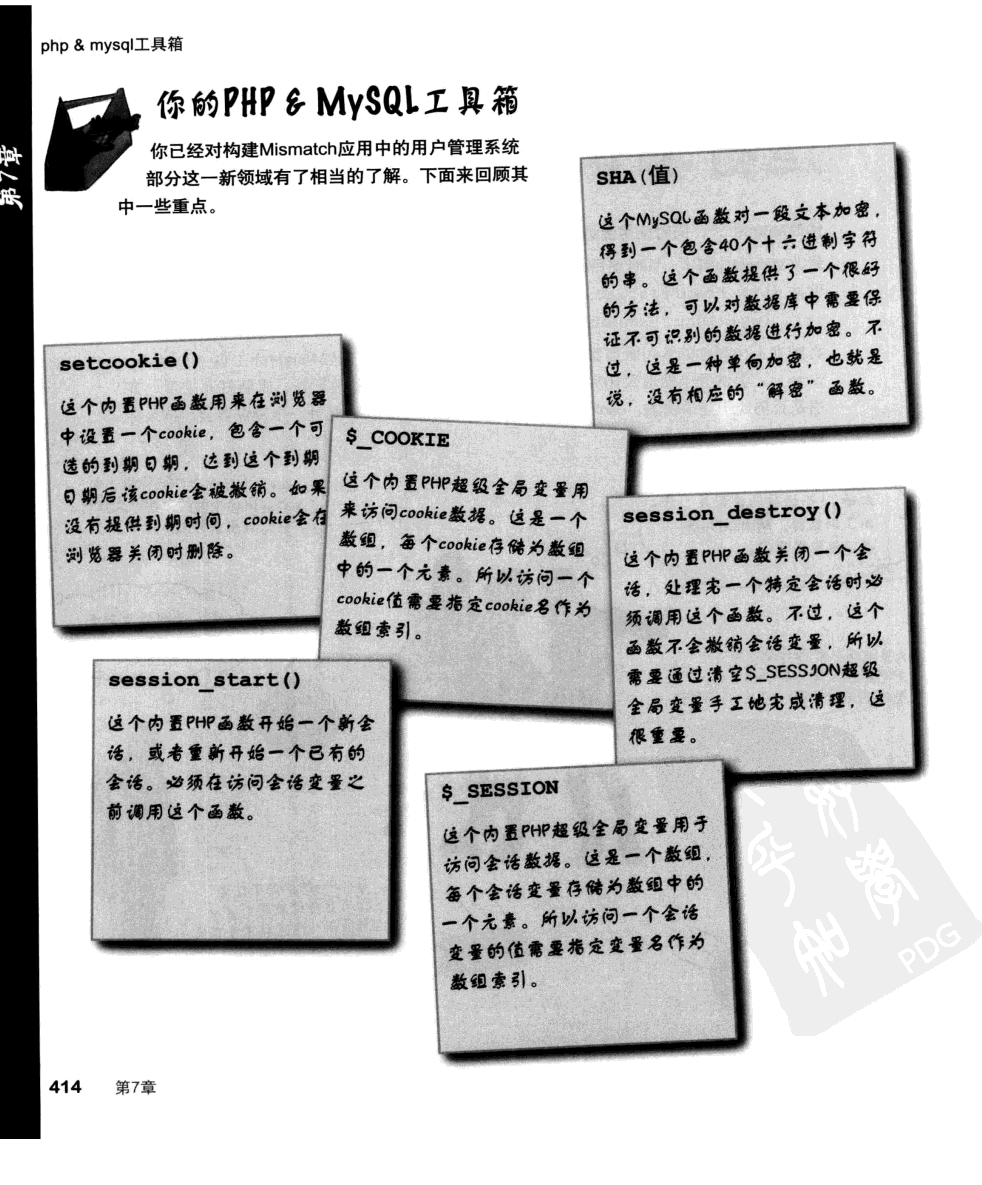 php & mysql工具箱
你的PHP & MySQL工具箱
第7章
你已经对构建Mismatch应用中的用户管理系统
部分这一新领域有了相当的了解。下面来回顾其
中一些重点。
SHA(值)
这个MySQL函数对一段文本加密，
得到一个包含40个十六进制字符
的串。这个函数提供了一个很好
的方法，可以对数据库中需要保
证不可识别的数据进行加密。不
过，这是一种单向加密，也就是
说，没有相应的“解密”函数。
setcookie()
这个内置PHP函数用来在浏览器
中设置一个cookie，包含一个可
选的到期日期，达到这个到期
日期后该cookie会被撤销。如果
没有提供到期时间，cookie会在
浏览器关闭时删除。
$_COOKIE
这个内置PHP超级全局变量用
来访问cookie数据。这是一个
数组，每个cookie存储为数组
中的一个元素。所以访问一个
cookie值需要指定cookie名作为
数组索引。
session_destroy()
这个内置PHP函数关闭一个会
话，处理完一个特定会话时必
须调用这个函数。不过，这个
函数不会撤销会话变量，所以
需要通过清空$_SESSION超级
全局变量手工地完成清理，这
很重要。
session_start()
这个内置PHP函数开始一个新会
话，或者重新开始一个已有的
会话。必须在访问会话变量之
前调用这个函数。
$_SESSION
这个内置PHP超级全局变量用于
访问会话数据。这是一个数组，
每个会话变量存储为数组中的
一个元素。所以访问一个会话
变量的值需要指定变量名作为
数组索引。
PDG
414 第7章